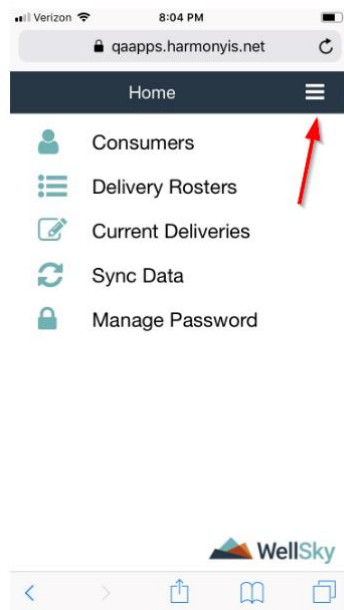 Verizon 8:04 PM
qaapps.harmonyis.net
Home
Consumers
Delivery Rosters
Current Deliveries
Sync Data
Manage Password
WellSky